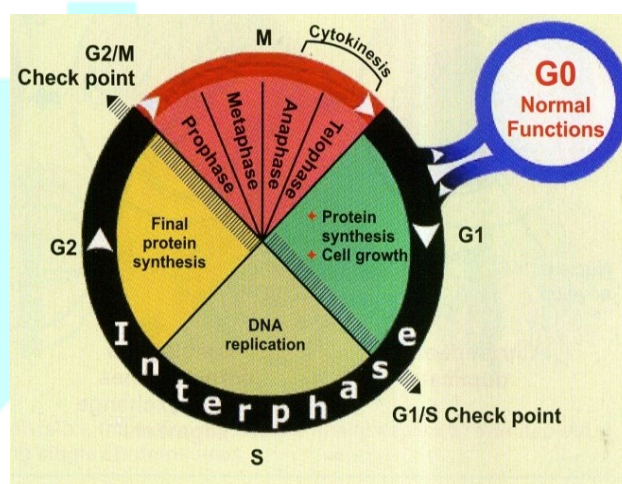 M
Cytokinesis
G2/M
Check point
G0
Normal
Functions
Prophase
Metaphase
Anaphase
Telophase
Final
protein
synthesis
Protein
synthesis
Cell growth
G2
G1
DNA
replication
Interphase
G1/S Check point
S